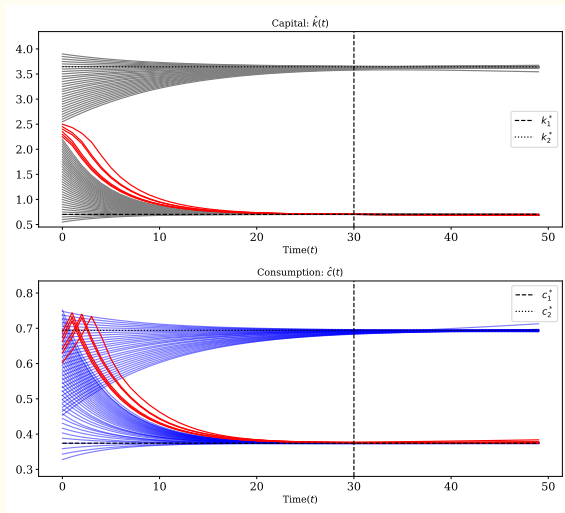 Capital: k̂(t)
4.0
3.5
3.0
2.5
2.0
1.5
1.0
0.5
k₁*
k₂*
0 10 20 30 40 50
Time(t)
Consumption: ĉ(t)
0.8
0.7
0.6
0.5
0.4
0.3
c₁*
c₂*
0 10 20 30 40 50
Time(t)